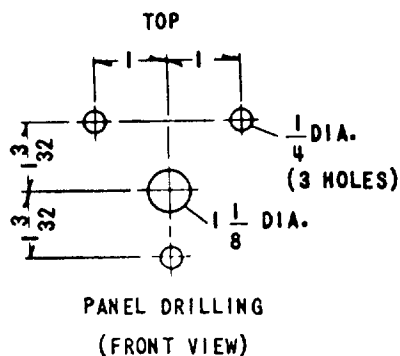 TOP
1 1
1 3/32
1/4 DIA.
(3 HOLES)
1 3/32
1 1/8 DIA.
PANEL DRILLING
(FRONT VIEW)